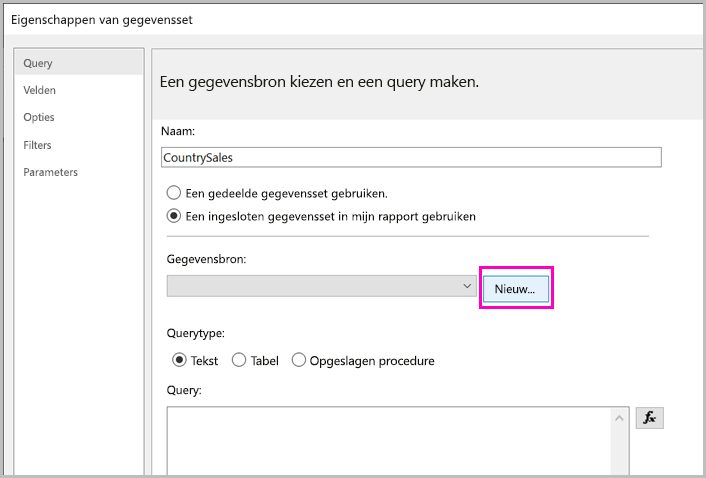 Eigenschappen van gegevensset
Query
Velden
Opties
Filters
Parameters
Een gegevensbron kiezen en een query maken.
Naam:
CountrySales
Een gedeelde gegevensset gebruiken.
Een ingesloten gegevensset in mijn rapport gebruiken
Gegevensbron:
Nieuw...
Querytype:
Tekst Tabel Opgeslagen procedure
Query:
fx